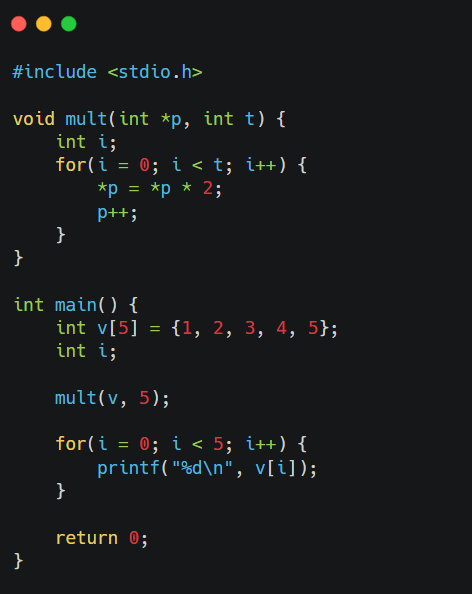 #include <stdio.h>

void mult(int *p, int t) {
    int i;
    for(i = 0; i < t; i++) {
        *p = *p * 2;
        p++;
    }
}

int main() {
    int v[5] = {1, 2, 3, 4, 5};
    int i;

    mult(v, 5);

    for(i = 0; i < 5; i++) {
        printf("%d\n", v[i]);
    }

    return 0;
}